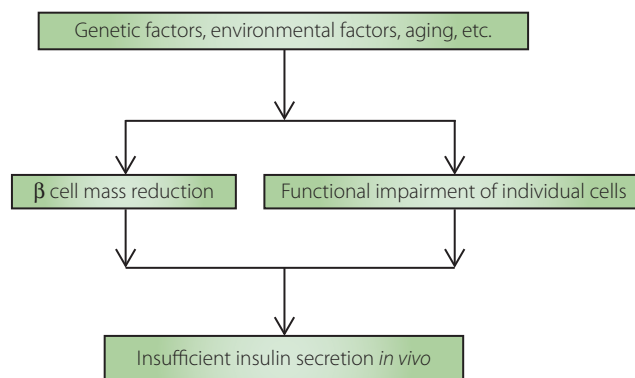 Genetic factors, environmental factors, aging, etc.
β cell mass reduction
Functional impairment of individual cells
Insufficient insulin secretion in vivo